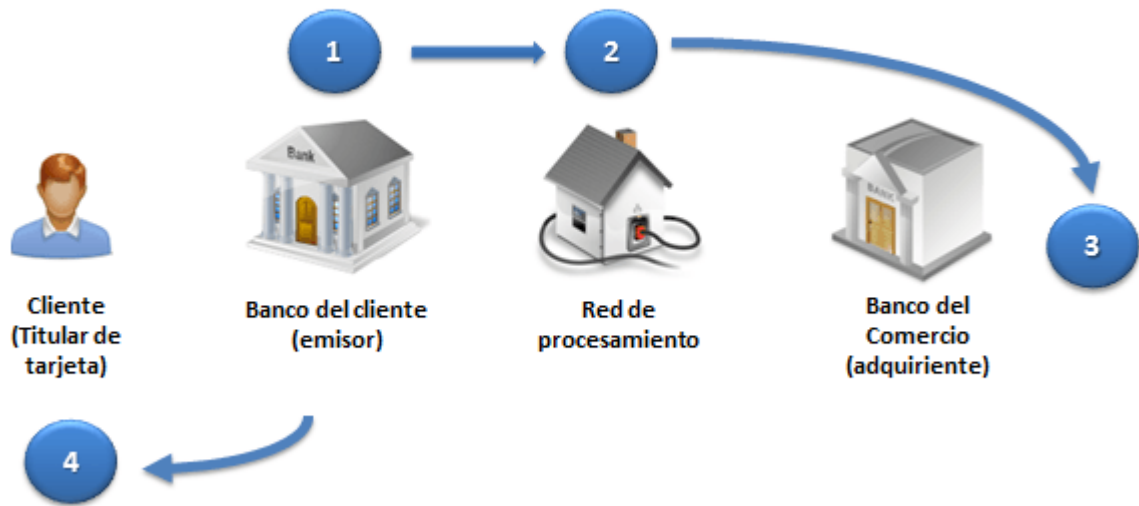 1
2
Bank
BANK
3
Cliente
(Titular de
tarjeta)
Banco del cliente
(emisor)
Red de
procesamiento
Banco del
Comercio
(adquiriente)
4